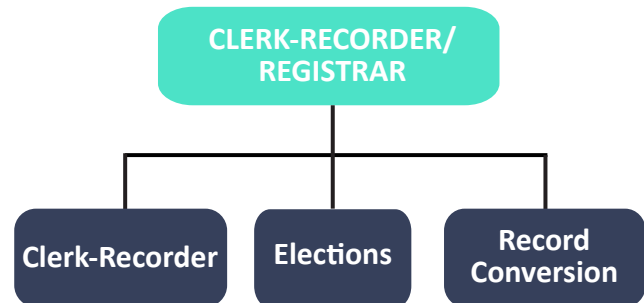 CLERK-RECORDER/
REGISTRAR
Clerk-Recorder
Elections
Record
Conversion